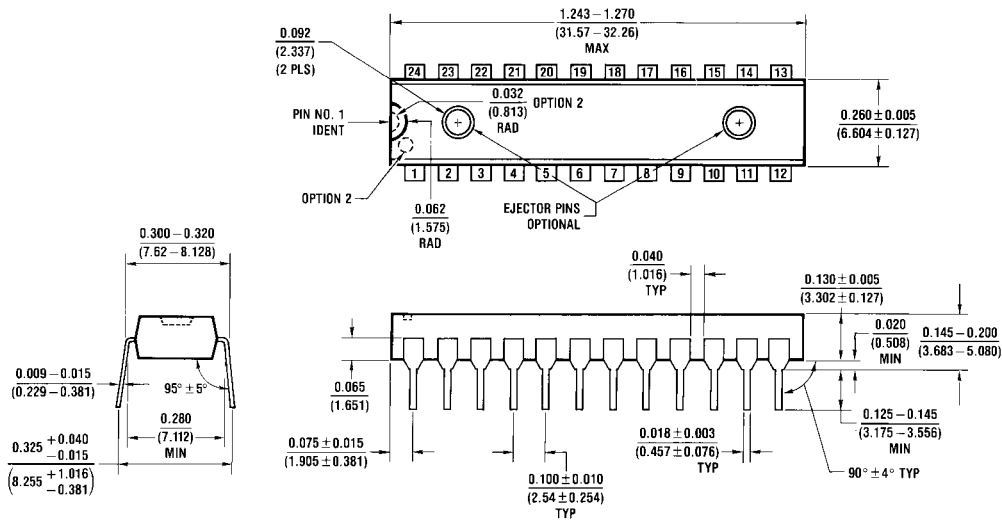 1.243–1.270
(31.57–32.26)
MAX
0.092
(2.337)
(2 PLS)
24 23 22 21 20 19 18 17 16 15 14 13
0.032
(0.813)
RAD
OPTION 2
PIN NO. 1
IDENT
0.260 ± 0.005
(6.604 ± 0.127)
1 2 3 4 5 6 7 8 9 10 11 12
OPTION 2
0.062
(1.575)
RAD
EJECTOR PINS
OPTIONAL
0.300–0.320
(7.62–8.128)
0.040
(1.016)
TYP
0.130 ± 0.005
(3.302 ± 0.127)
0.020
(0.508)
MIN
0.145–0.200
(3.683–5.080)
0.009–0.015
(0.229–0.381)
95° ± 5°
0.065
(1.651)
0.280
(7.112)
MIN
0.125–0.145
(3.175–3.556)
MIN
0.325 +0.040
–0.015
(8.255 +1.016
–0.381)
0.075 ± 0.015
(1.905 ± 0.381)
0.018 ± 0.003
(0.457 ± 0.076)
TYP
0.100 ± 0.010
(2.54 ± 0.254)
TYP
90° ± 4° TYP